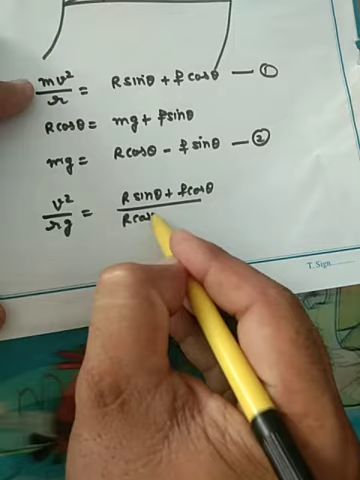 mv²/r = R sinθ + f cosθ — ①
R cosθ = mg + f sinθ
mg = R cosθ - f sinθ — ②
v²/rg = R sinθ + f cosθ / R cos
T. Sign